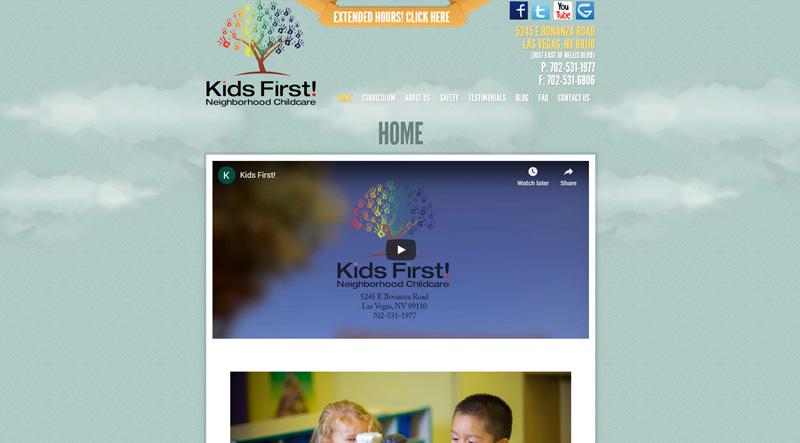 EXTENDED HOURS! CLICK HERE
You
Tube
5245 E BONANZA ROAD
LAS VEGAS, NV 89110
(JUST EAST OF NELLIS BLVD)
P: 702-531-1977
F: 702-531-6806
Kids First!
Neighborhood Childcare
HOME CURRICULUM ABOUT US SAFETY TESTIMONIALS BLOG FAQ CONTACT US
HOME
K Kids First!
Watch later Share
Kids First!
Neighborhood Childcare
5245 E Bonanza Road
Las Vegas, NV 89110
702-531-1977